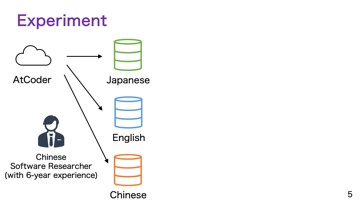 Experiment
AtCoder
Japanese
English
Chinese
Software Researcher
(with 6-year experience)
Chinese
5